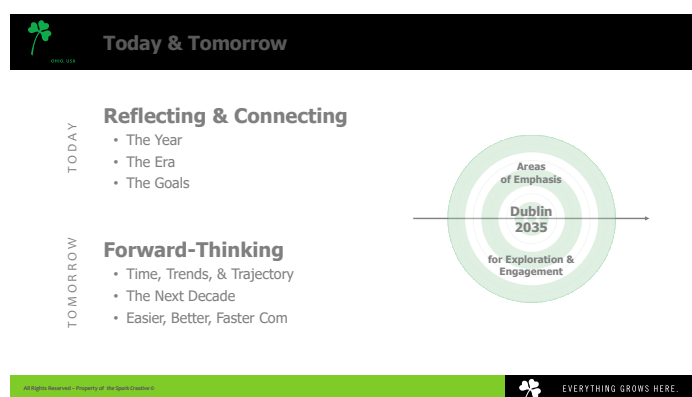 OHIO, USA
Today & Tomorrow
TODAY
Reflecting & Connecting
• The Year
• The Era
• The Goals
TOMORROW
Forward-Thinking
• Time, Trends, & Trajectory
• The Next Decade
• Easier, Better, Faster Com
Areas
of Emphasis
Dublin
2035
for Exploration &
Engagement
All Rights Reserved – Property of the Spark Creative ©
EVERYTHING GROWS HERE.